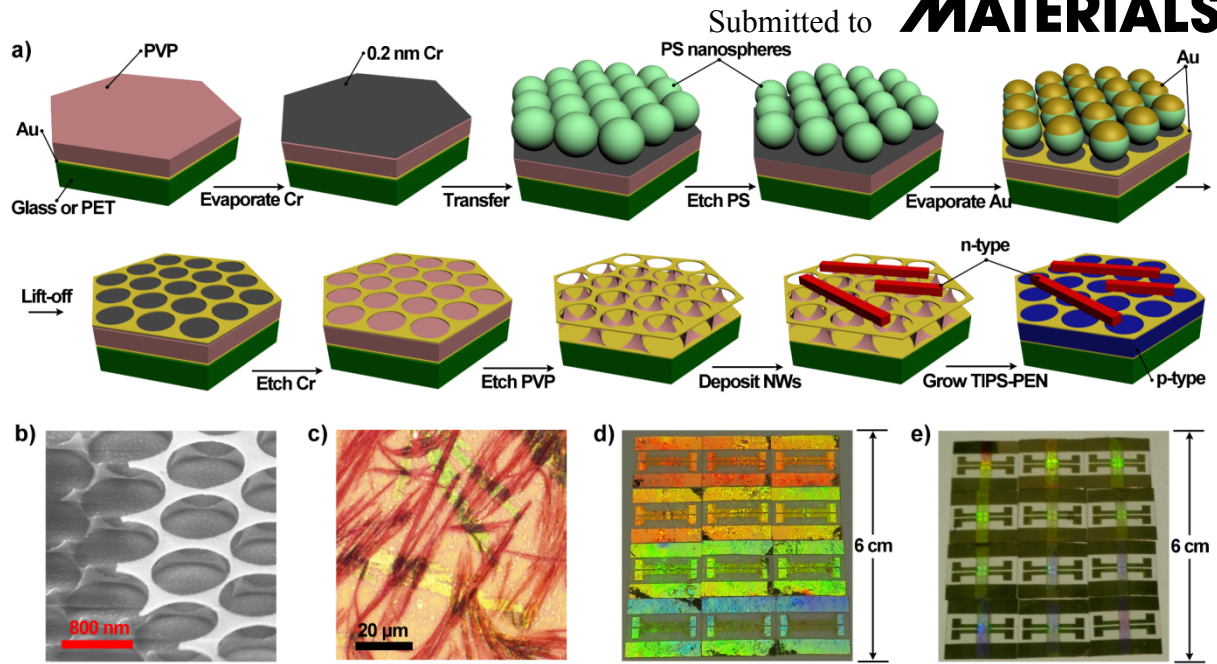 Submitted to MATERIALS
a)
PVP
0.2 nm Cr
PS nanospheres
Au
Au
Glass or PET
Evaporate Cr
Transfer
Etch PS
Evaporate Au
Lift-off
n-type
Etch Cr
Etch PVP
Deposit NWs
Grow TIPS-PEN
p-type
b)
c)
d)
e)
6 cm
6 cm
800 nm
20 µm